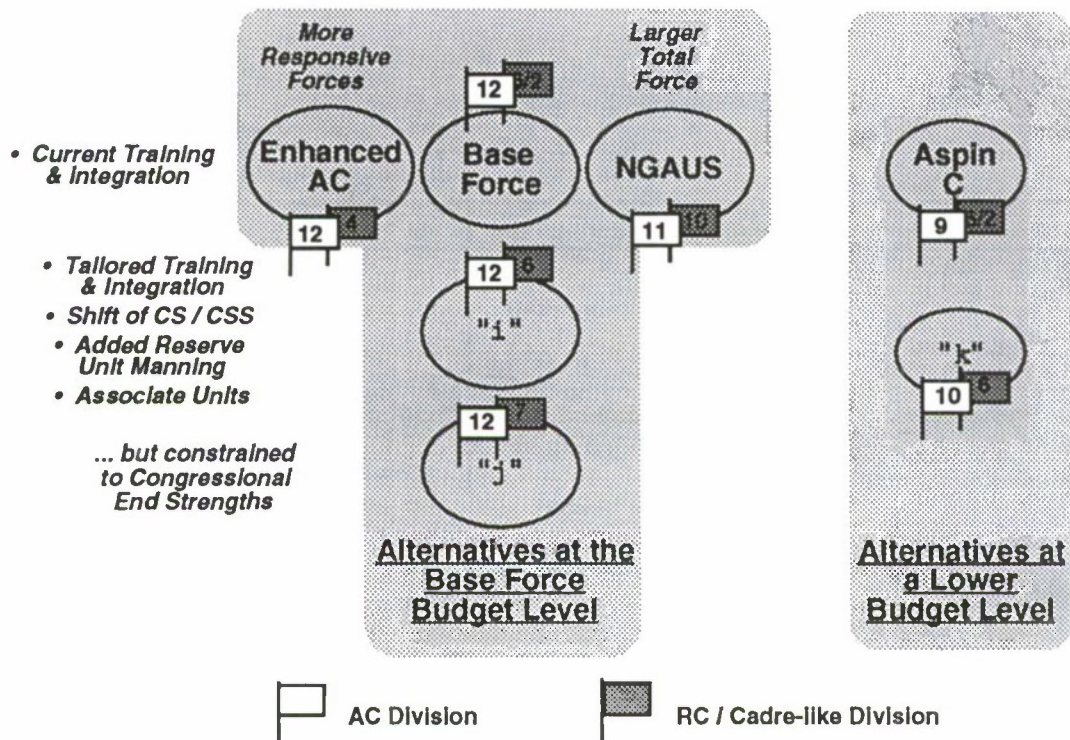 More
Responsive
Forces
Larger
Total
Force
12
• Current Training
& Integration
Enhanced
AC
12 4
Base
Force
NGAUS
11 10
Aspin
C
9
• Tailored Training
& Integration
• Shift of CS / CSS
• Added Reserve
Unit Manning
• Associate Units
12 6
"i"
"k"
10 6
... but constrained
to Congressional
End Strengths
12 7
"j"
Alternatives at the
Base Force
Budget Level
Alternatives at
a Lower
Budget Level
AC Division
RC / Cadre-like Division